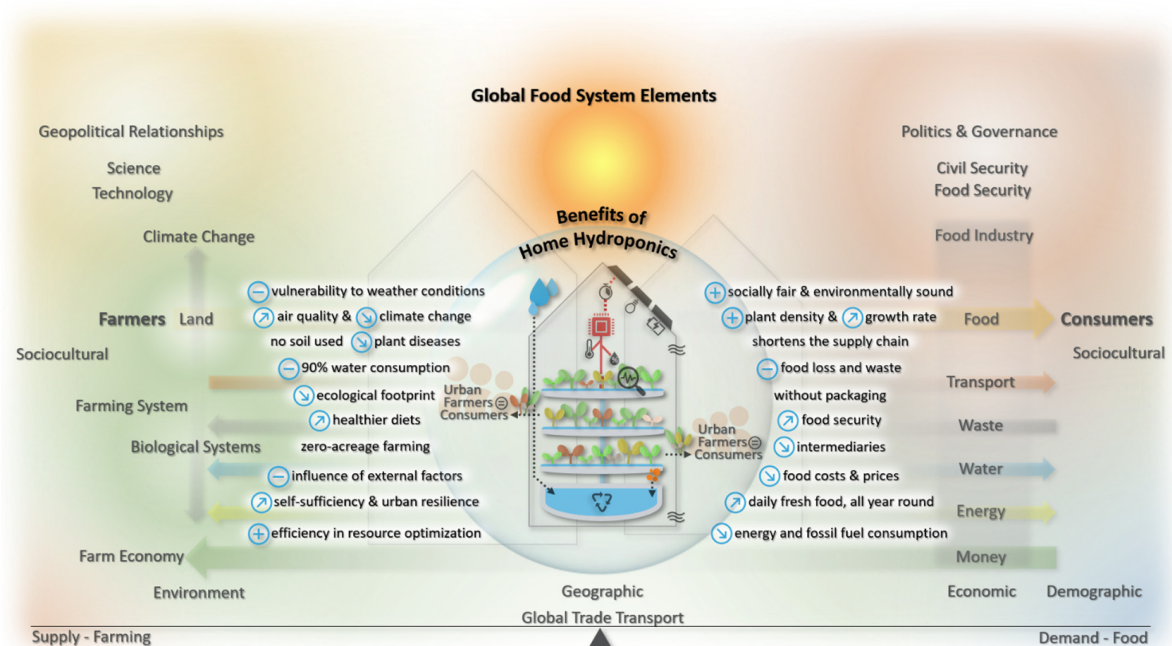 Global Food System Elements
Geopolitical Relationships
Politics & Governance
Science
Technology
Civil Security
Food Security
Climate Change
Food Industry
Benefits of
Home Hydroponics
vulnerability to weather conditions
socially fair & environmentally sound
Farmers
Land
air quality & climate change
plant density & growth rate
Food
Consumers
no soil used plant diseases
shortens the supply chain
Sociocultural
Sociocultural
90% water consumption
food loss and waste
Transport
ecological footprint
without packaging
Urban
Farmers
Consumers
Farming System
healthier diets
food security
Waste
Urban
Farmers
Consumers
Biological Systems
zero-acreage farming
intermediaries
influence of external factors
food costs & prices
Water
self-sufficiency & urban resilience
daily fresh food, all year round
Energy
efficiency in resource optimization
energy and fossil fuel consumption
Farm Economy
Money
Environment
Geographic
Economic
Demographic
Global Trade Transport
Supply - Farming
Demand - Food